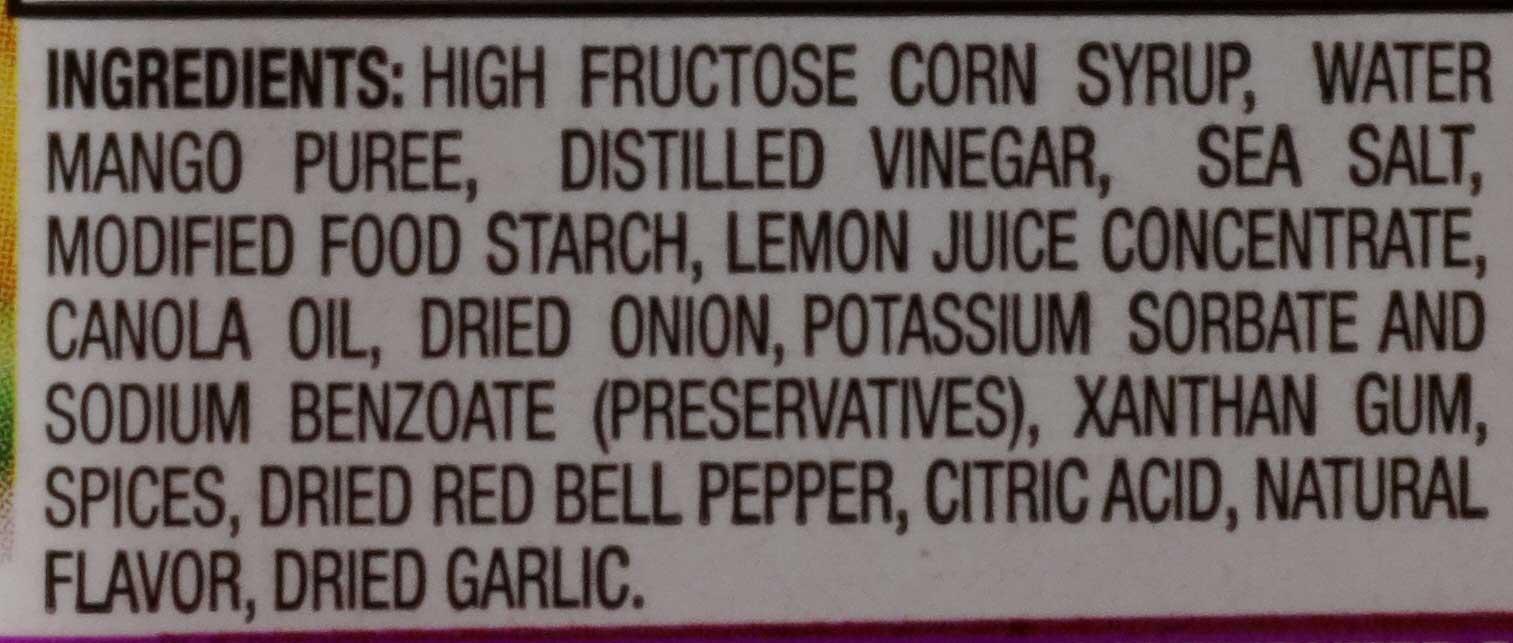 INGREDIENTS: HIGH FRUCTOSE CORN SYRUP, WATER
MANGO PUREE, DISTILLED VINEGAR, SEA SALT,
MODIFIED FOOD STARCH, LEMON JUICE CONCENTRATE,
CANOLA OIL, DRIED ONION, POTASSIUM SORBATE AND
SODIUM BENZOATE (PRESERVATIVES), XANTHAN GUM,
SPICES, DRIED RED BELL PEPPER, CITRIC ACID, NATURAL
FLAVOR, DRIED GARLIC.